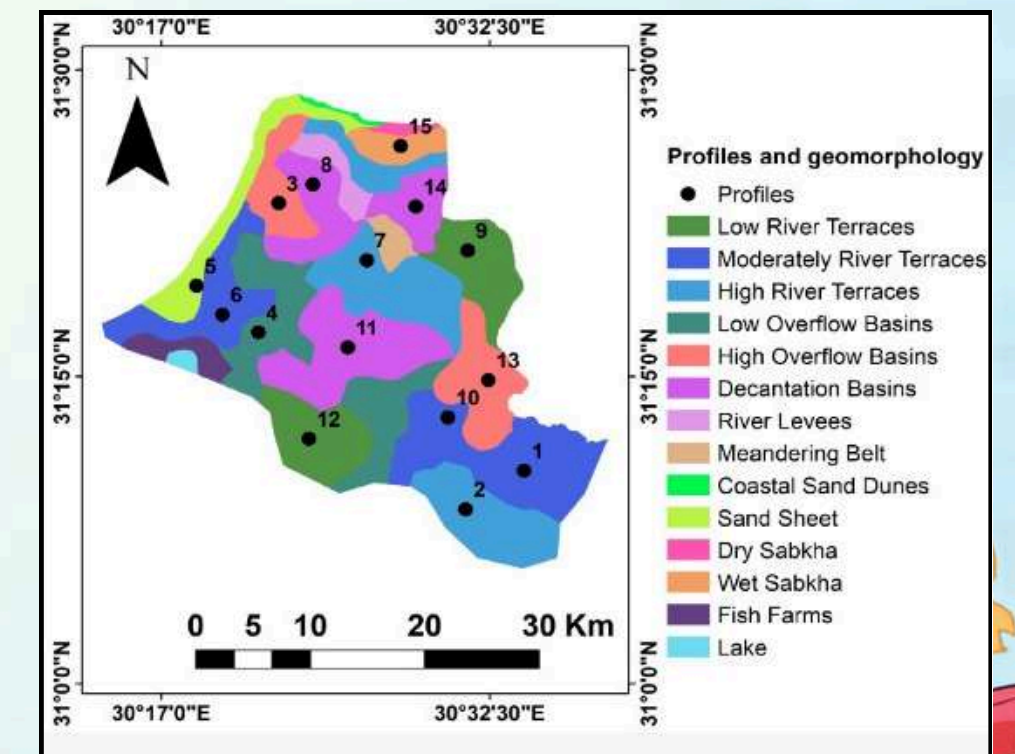 30°17'0"E 30°32'30"E
31°30'0"N 31°30'0"N
N
15
8
3 14
9
7
5
6
4
11
13
31°15'0"N 31°15'0"N
10
12
1
2
0 5 10 20 30 Km
31°0'0"N 31°0'0"N
30°17'0"E 30°32'30"E
Profiles and geomorphology
Profiles
Low River Terraces
Moderately River Terraces
High River Terraces
Low Overflow Basins
High Overflow Basins
Decantation Basins
River Levees
Meandering Belt
Coastal Sand Dunes
Sand Sheet
Dry Sabkha
Wet Sabkha
Fish Farms
Lake